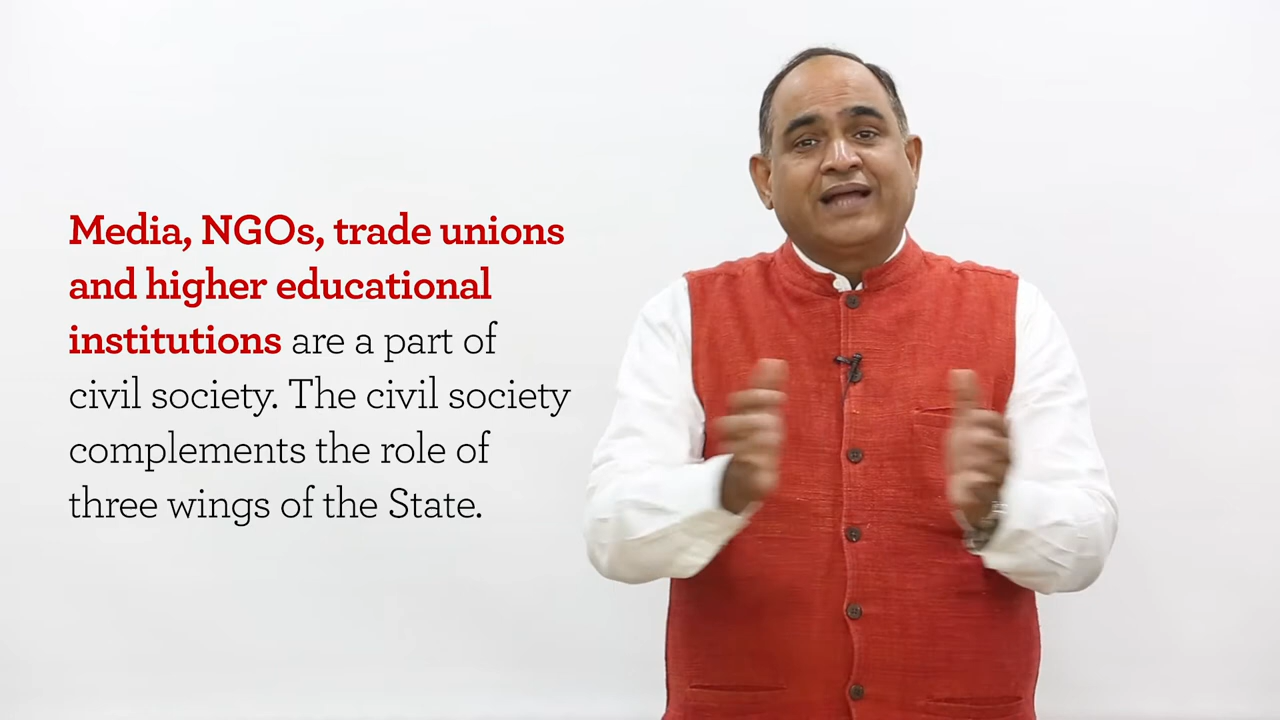 Media, NGOs, trade unions
and higher educational
institutions are a part of
civil society. The civil society
complements the role of
three wings of the State.